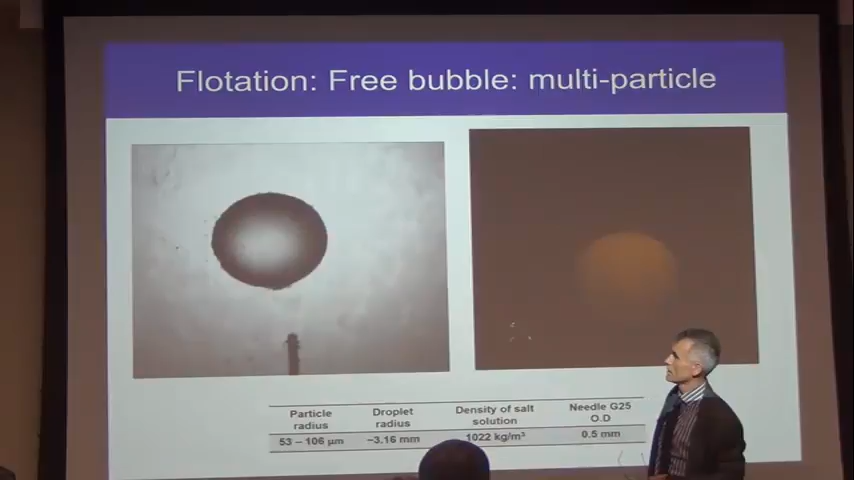 Flotation: Free bubble: multi-particle
Particle radius
Droplet radius
Density of salt solution
Needle G25 O.D
53 – 106 µm
~3.16 mm
1022 kg/m³
0.5 mm